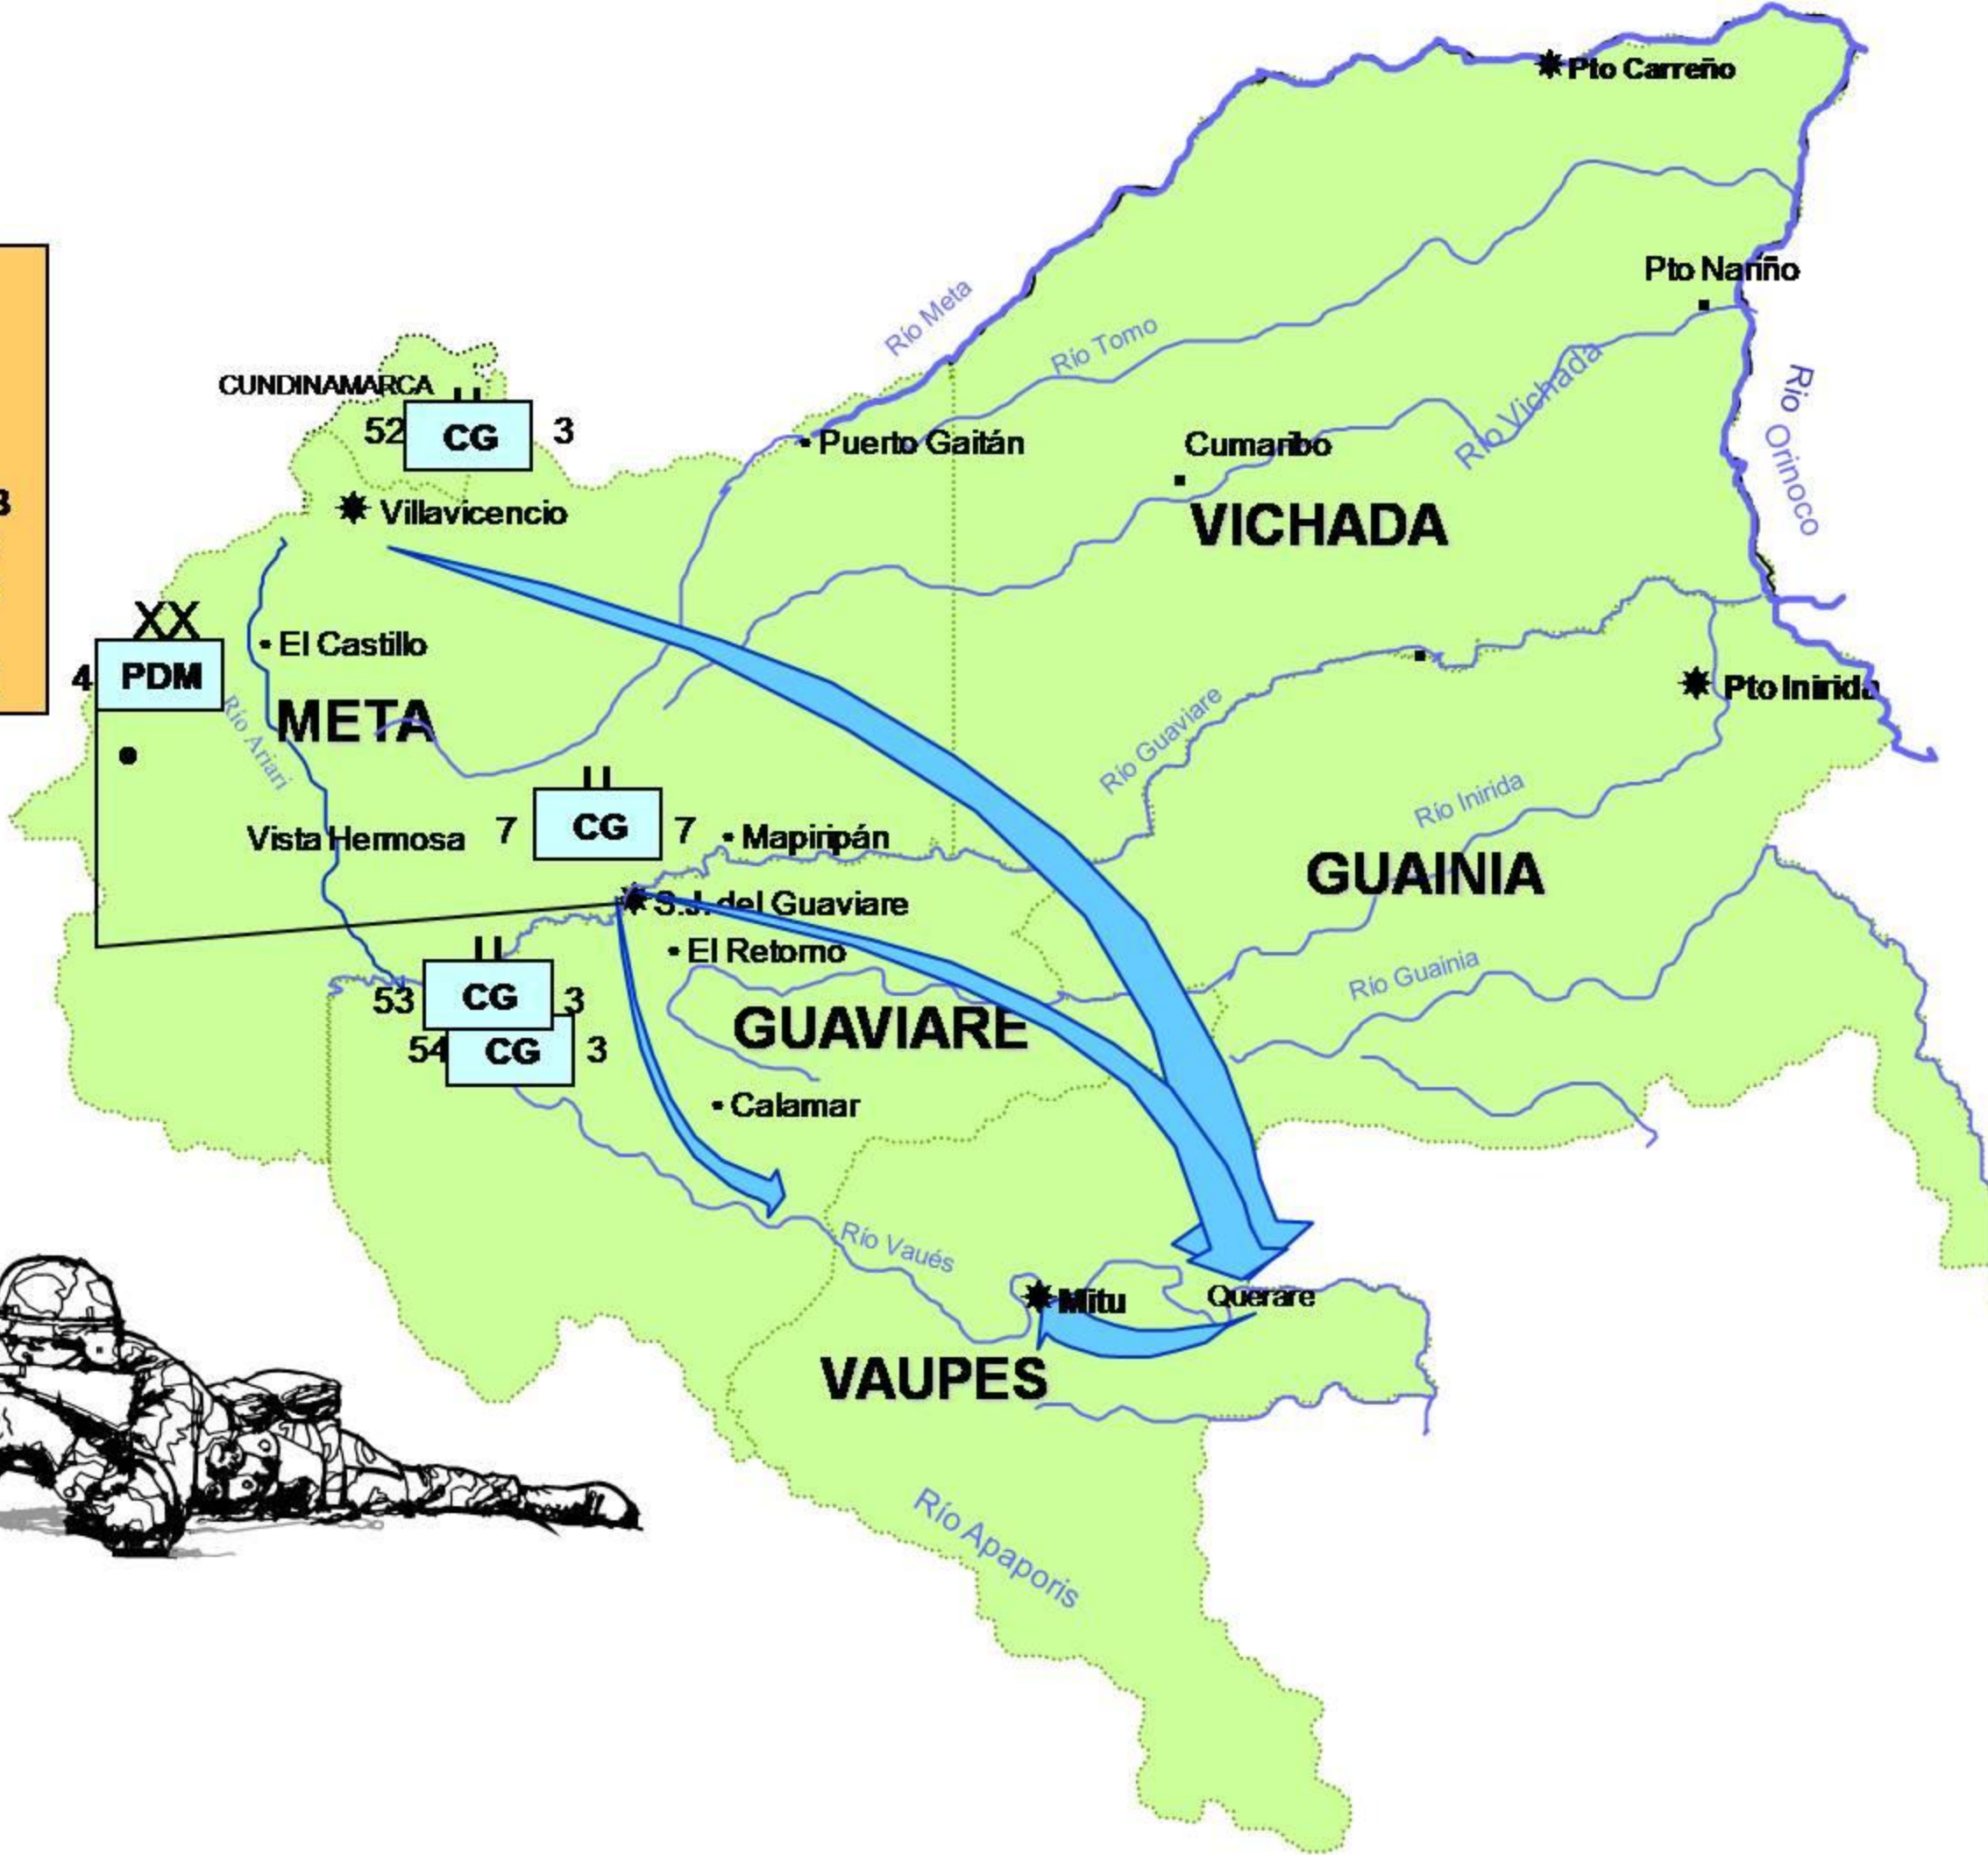 Pto Carreño
Pto Nariño
Río Meta
Río Tomo
Río Vichada
Río Orinoco
CUNDINAMARCA
52 CG 3
Puerto Gaitán
Cumaribo
3
Villavicencio
VICHADA
XX
4 PDM
El Castillo
Río Ariari
META
Río Guaviare
Pto Inirida
7 CG 7
Vista Hermosa
Mapiripán
Río Inirida
GUAINIA
S.J. del Guaviare
El Retorno
Río Guainia
53 CG 3
54 CG 3
GUAVIARE
Calamar
Río Vaués
Mitu
Querare
VAUPES
Río Apaporis